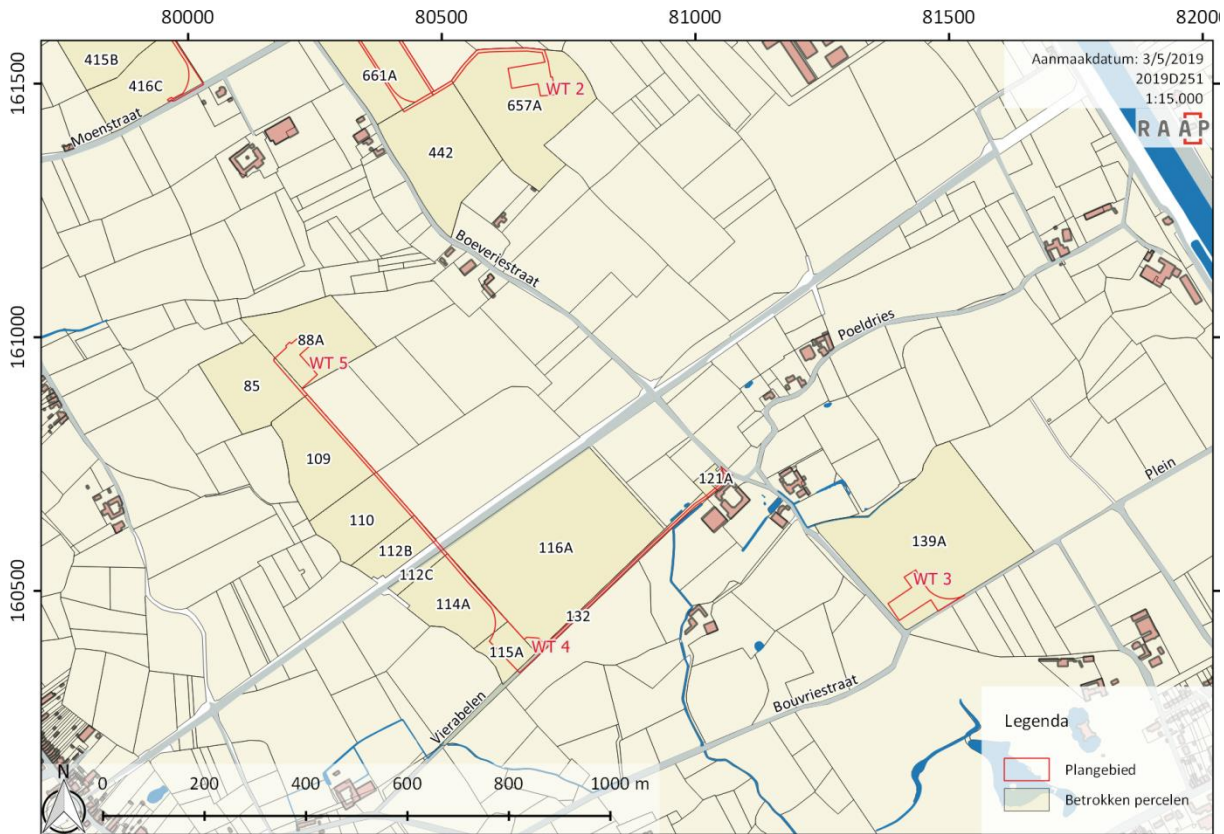 80000 80500 81000 81500 82000
161500
161000
160500
Aanmaakdatum: 3/5/2019
2019D251
1:15.000
RAAP
415B
416C
661A
657A
WT 2
Moenstraat
442
Boeveriestraat
Poeldries
88A
WT 5
85
109
121A
Plein
110
116A
139A
112B
112C
WT 3
114A
132
115A
WT 4
Vierabelen
Bouvriestraat
Legenda
Plangebied
Betrokken percelen
N
0 200 400 600 800 1000 m